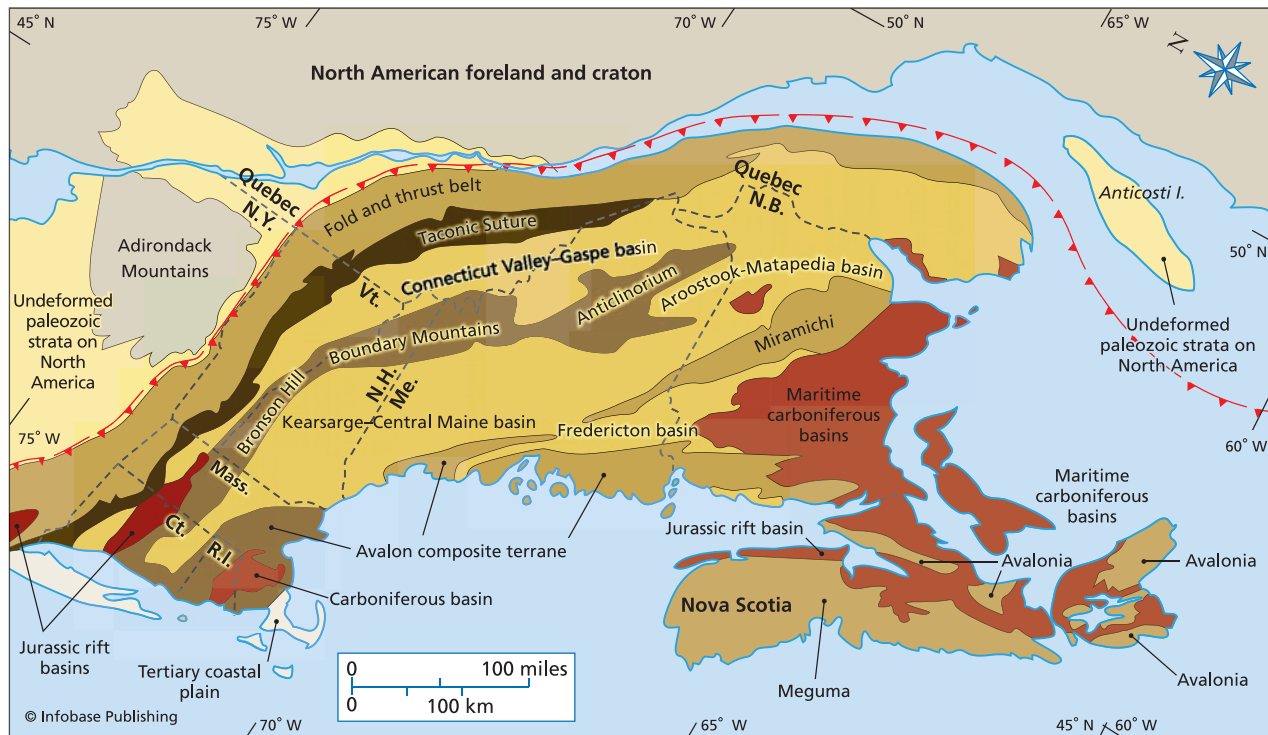 45° N
75° W
70° W
50° N
65° W
N
North American foreland and craton
Quebec
N.Y.
Fold and thrust belt
Taconic Suture
Quebec
N.B.
Anticosti I.
Adirondack
Mountains
Connecticut Valley–Gaspe basin
Vt.
Anticlinorium
Aroostook-Matapedia basin
50° N
Undeformed
paleozoic
strata on
North
America
Boundary Mountains
Miramichi
Undeformed
paleozoic strata on
North America
Bronson Hill
N.H.
Me.
Kearsarge–Central Maine basin
Maritime
carboniferous
basins
75° W
Fredericton basin
60° W
Mass.
Maritime
carboniferous
basins
Ct.
R.I.
Avalon composite terrane
Jurassic rift basin
Avalonia
Avalonia
Carboniferous basin
Nova Scotia
Jurassic rift
basins
Tertiary coastal
plain
0
100 miles
0
100 km
Meguma
Avalonia
© Infobase Publishing
70° W
65° W
45° N
60° W